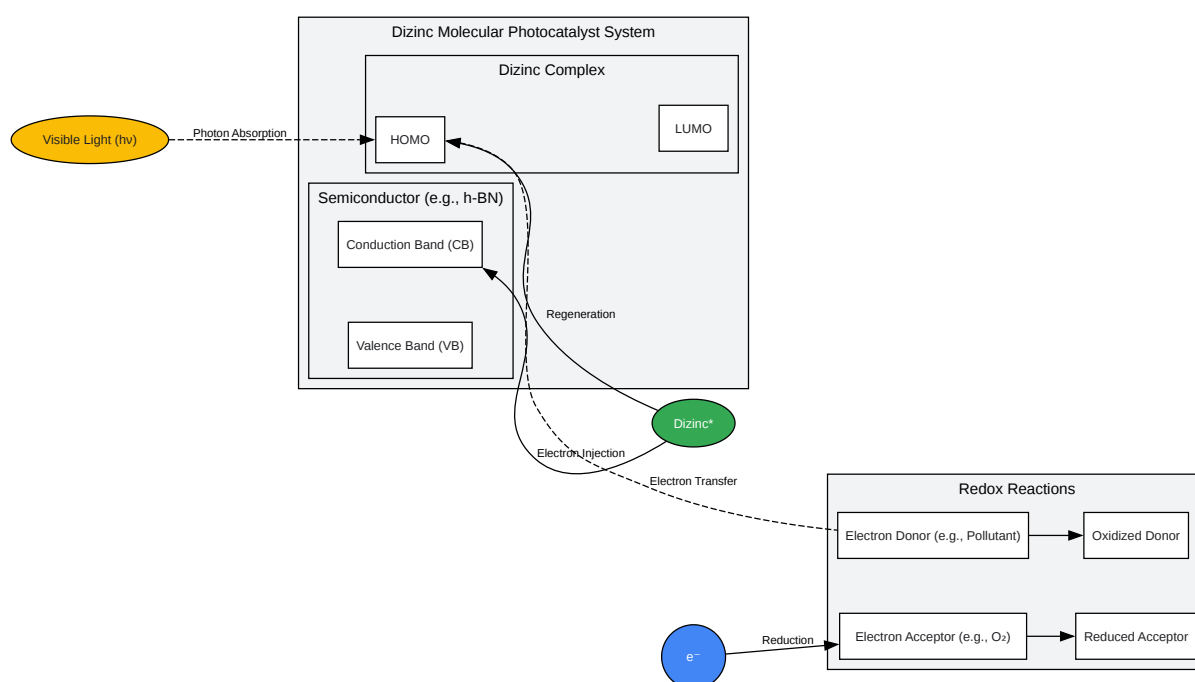 Dizinc Molecular Photocatalyst System
Dizinc Complex
LUMO
Visible Light (hν)
Photon Absorption
HOMO
Semiconductor (e.g., h-BN)
Conduction Band (CB)
Regeneration
Valence Band (VB)
Dizinc*
Electron Injection
Electron Transfer
Redox Reactions
Electron Donor (e.g., Pollutant)
Oxidized Donor
Electron Acceptor (e.g., O₂)
Reduced Acceptor
Reduction
e⁻